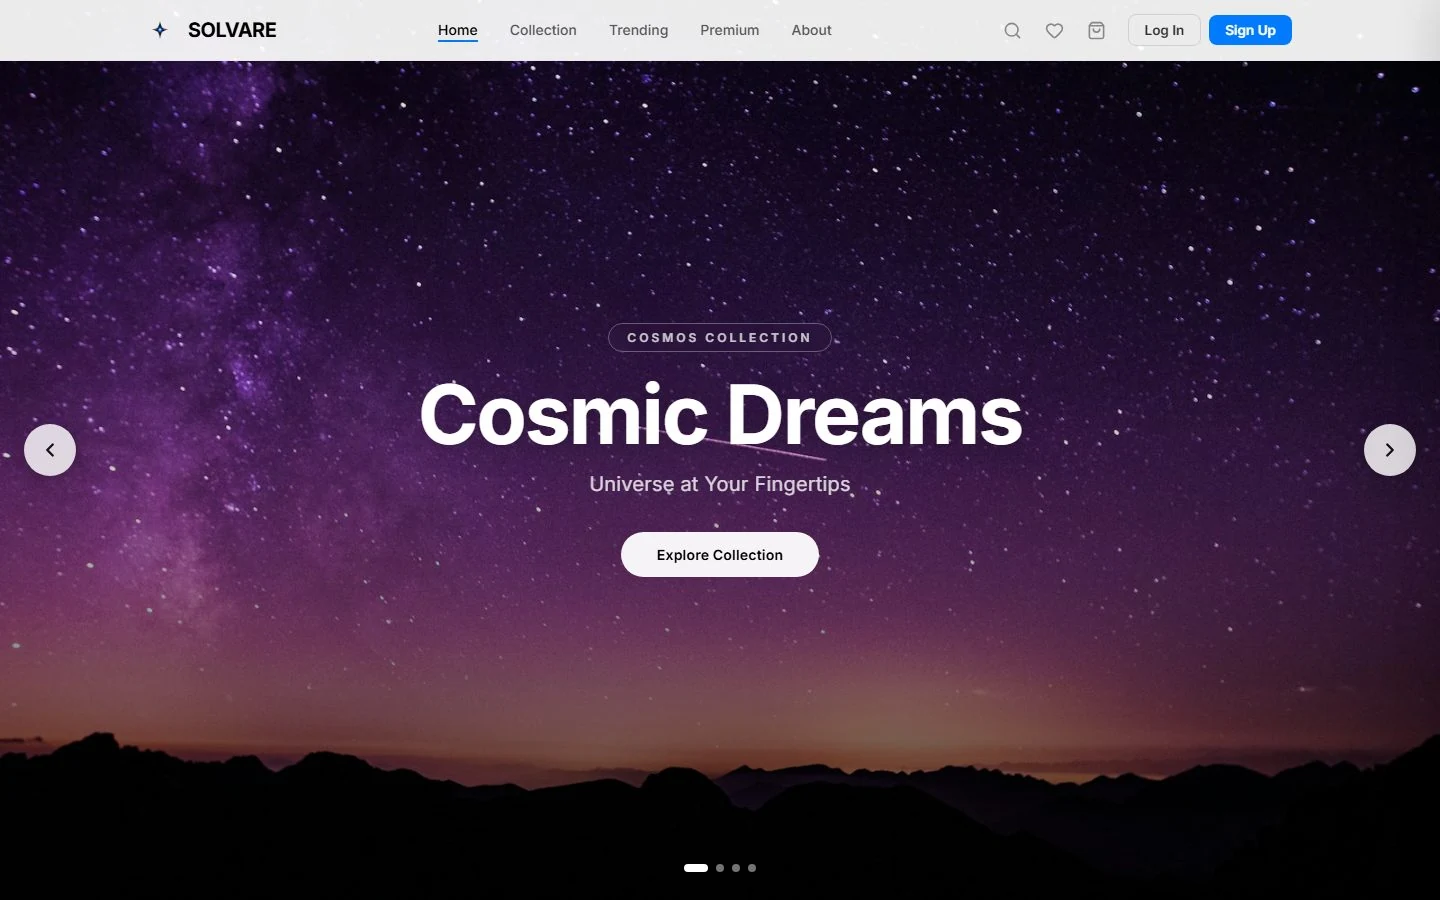 SOLVARE
Home
Collection
Trending
Premium
About
Log In
Sign Up
COSMOS COLLECTION
Cosmic Dreams
Universe at Your Fingertips
Explore Collection